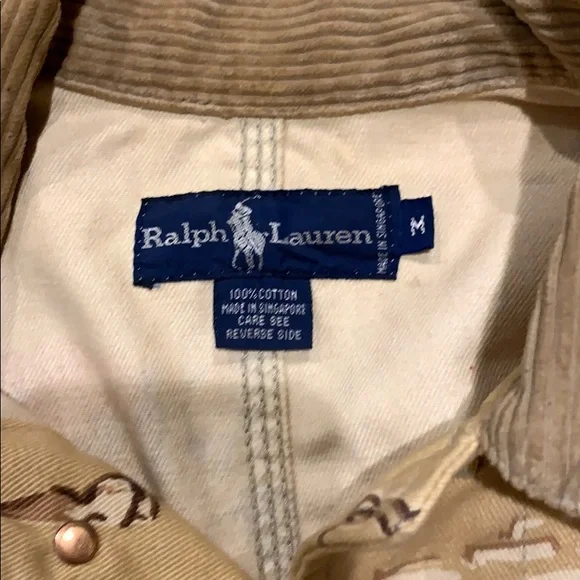 Ralph Lauren
MADE IN SINGAPORE
M
100% COTTON
MADE IN SINGAPORE
CARE SEE
REVERSE SIDE